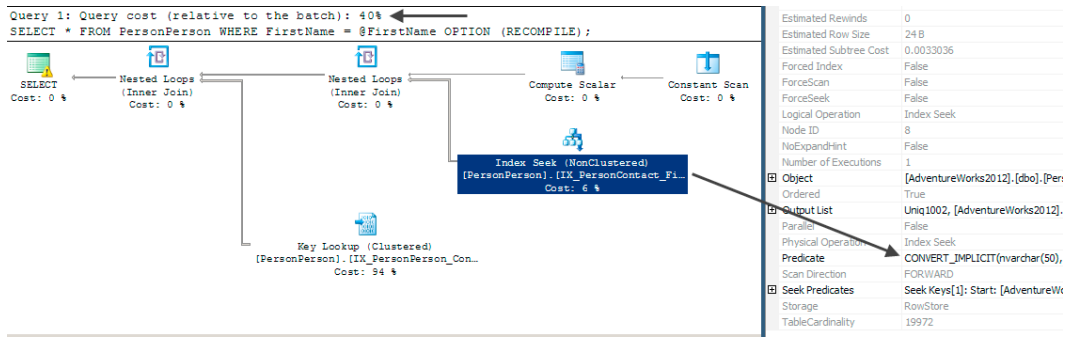 Query 1: Query cost (relative to the batch): 40%
SELECT * FROM PersonPerson WHERE FirstName = @FirstName OPTION (RECOMPILE);
SELECT
Cost: 0 %
Nested Loops
(Inner Join)
Cost: 0 %
Nested Loops
(Inner Join)
Cost: 0 %
Compute Scalar
Cost: 0 %
Constant Scan
Cost: 0 %
Index Seek (NonClustered)
[PersonPerson].[IX_PersonContact_Fi…
Cost: 6 %
Key Lookup (Clustered)
[PersonPerson].[IX_PersonPerson_Con…
Cost: 94 %
Estimated Rewinds 0
Estimated Row Size 24 B
Estimated Subtree Cost 0.0033036
Forced Index False
ForceScan False
ForceSeek False
Logical Operation Index Seek
Node ID 8
NoExpandHint False
Number of Executions 1
Object [AdventureWorks2012].[dbo].[Per
Ordered True
Output List Uniq1002, [AdventureWorks2012].
Parallel False
Physical Operation Index Seek
Predicate CONVERT_IMPLICIT(nvarchar(50),
Scan Direction FORWARD
Seek Predicates Seek Keys[1]: Start: [AdventureWo
Storage RowStore
TableCardinality 19972